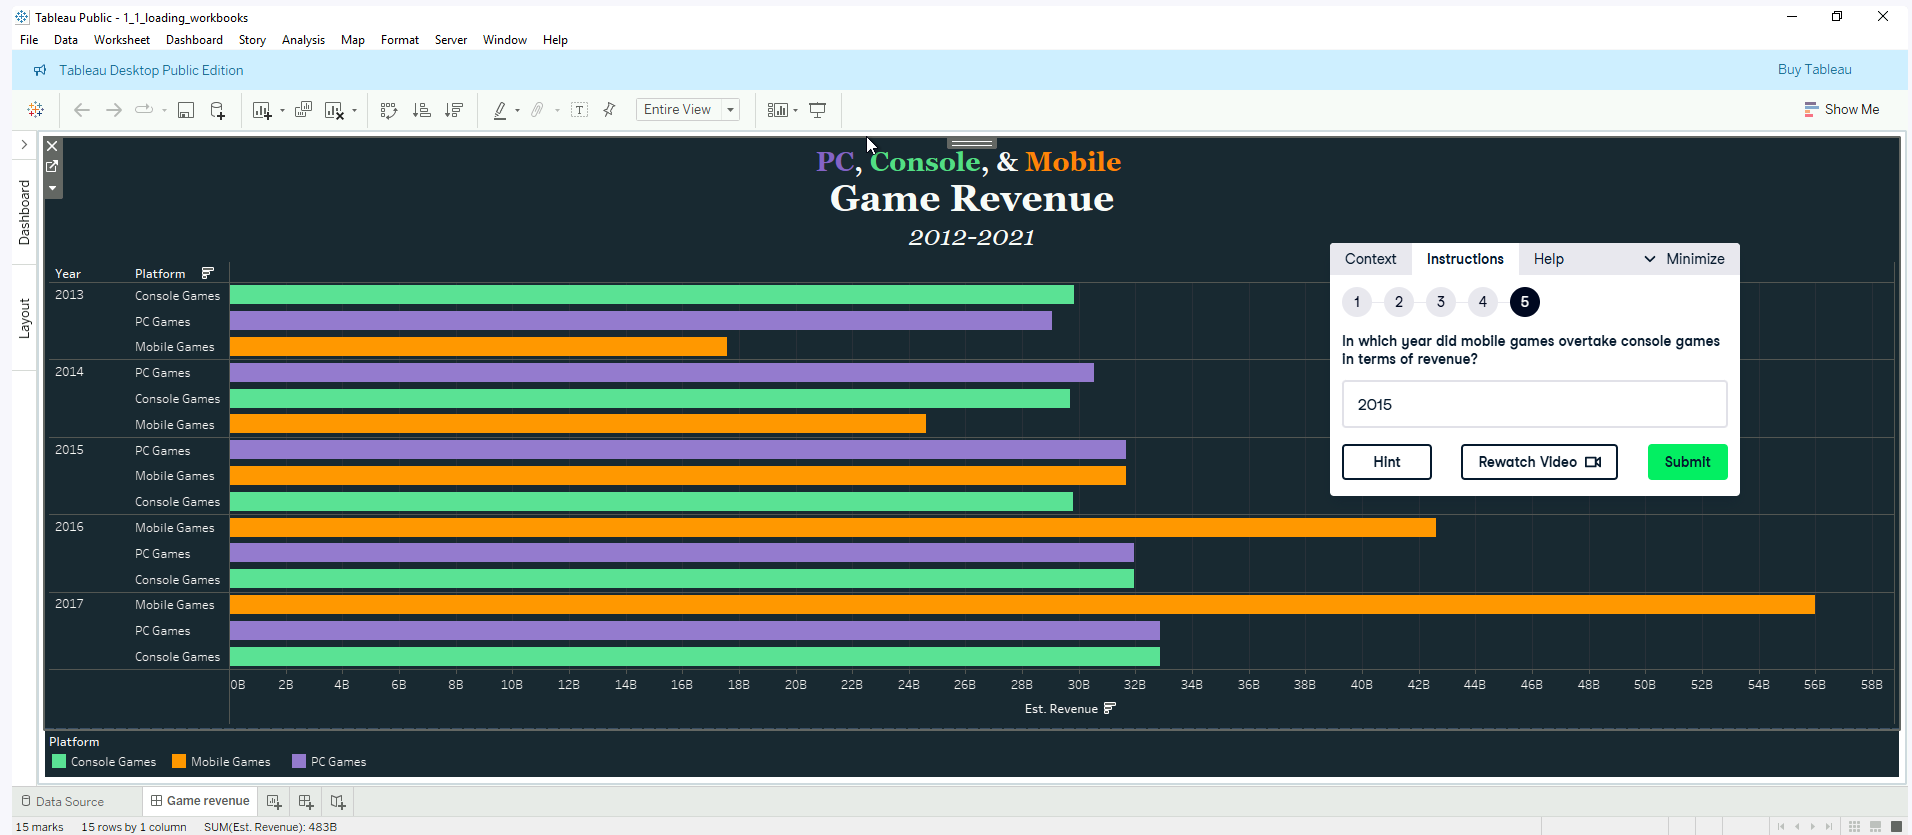 Tableau Public - 1_1_loading_workbooks
File Data Worksheet Dashboard Story Analysis Map Format Server Window Help
Tableau Desktop Public Edition
Buy Tableau
Entire View
Show Me
Dashboard
Layout
PC, Console, & Mobile
Game Revenue
2012-2021
Year Platform
2013 Console Games
PC Games
Mobile Games
2014 PC Games
Console Games
Mobile Games
2015 PC Games
Mobile Games
Console Games
2016 Mobile Games
PC Games
Console Games
2017 Mobile Games
PC Games
Console Games
0B 2B 4B 6B 8B 10B 12B 14B 16B 18B 20B 22B 24B 26B 28B 30B 32B 34B 36B 38B 40B 42B 44B 46B 48B 50B 52B 54B 56B 58B
Est. Revenue
Context Instructions Help Minimize
1 2 3 4 5
In which year did mobile games overtake console games
in terms of revenue?
2015
Hint Rewatch Video Submit
Platform
Console Games Mobile Games PC Games
Data Source Game revenue
15 marks 15 rows by 1 column SUM(Est. Revenue): 483B